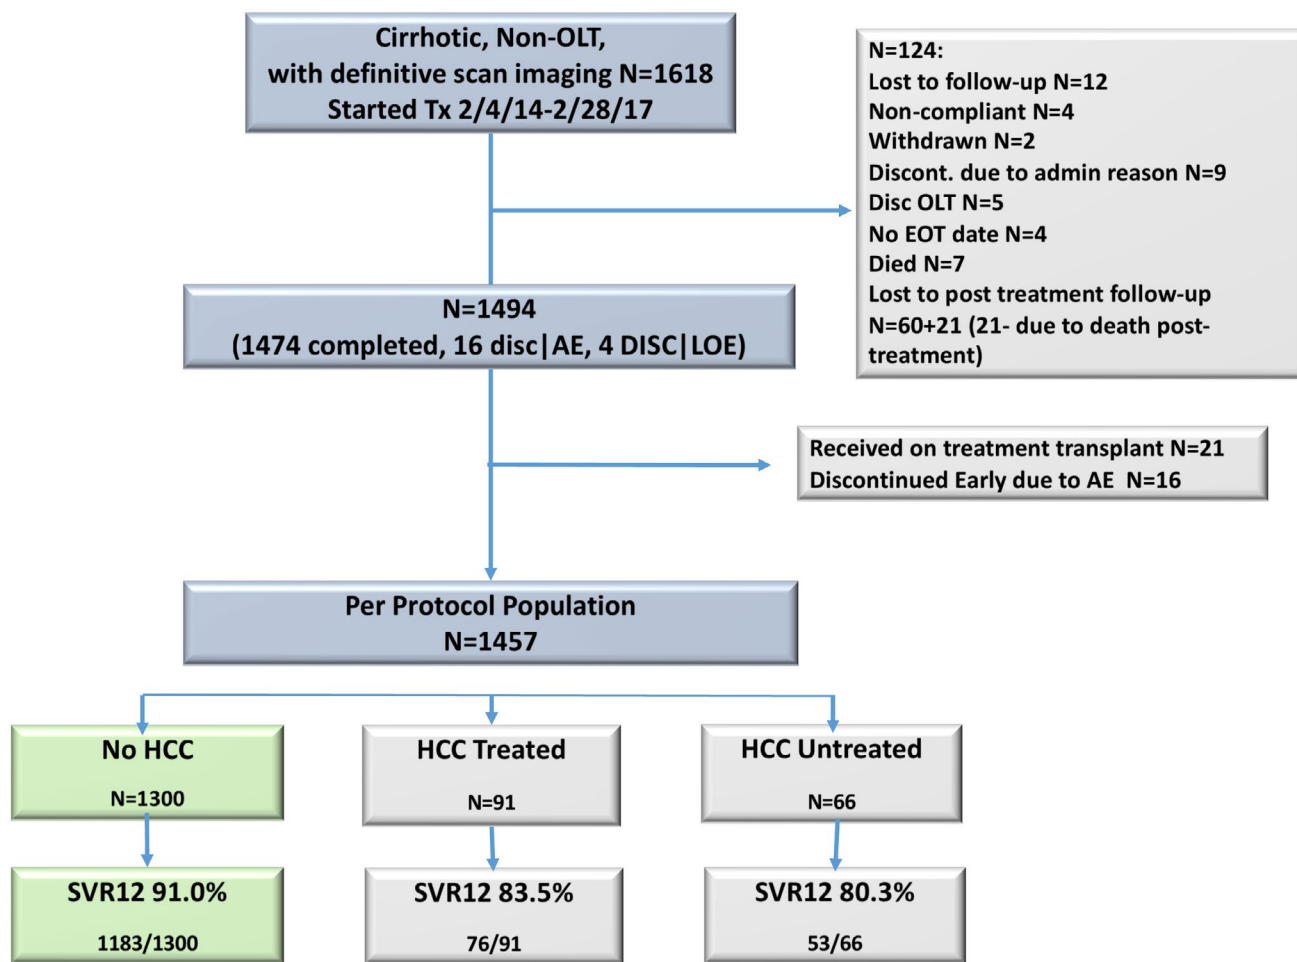 Cirrhotic, Non-OLT,
with definitive scan imaging N=1618
Started Tx 2/4/14-2/28/17
N=124:
Lost to follow-up N=12
Non-compliant N=4
Withdrawn N=2
Discont. due to admin reason N=9
Disc OLT N=5
No EOT date N=4
Died N=7
Lost to post treatment follow-up
N=60+21 (21- due to death post-
treatment)
N=1494
(1474 completed, 16 disc|AE, 4 DISC|LOE)
Received on treatment transplant N=21
Discontinued Early due to AE N=16
Per Protocol Population
N=1457
No HCC
N=1300
HCC Treated
N=91
HCC Untreated
N=66
SVR12 91.0%
1183/1300
SVR12 83.5%
76/91
SVR12 80.3%
53/66